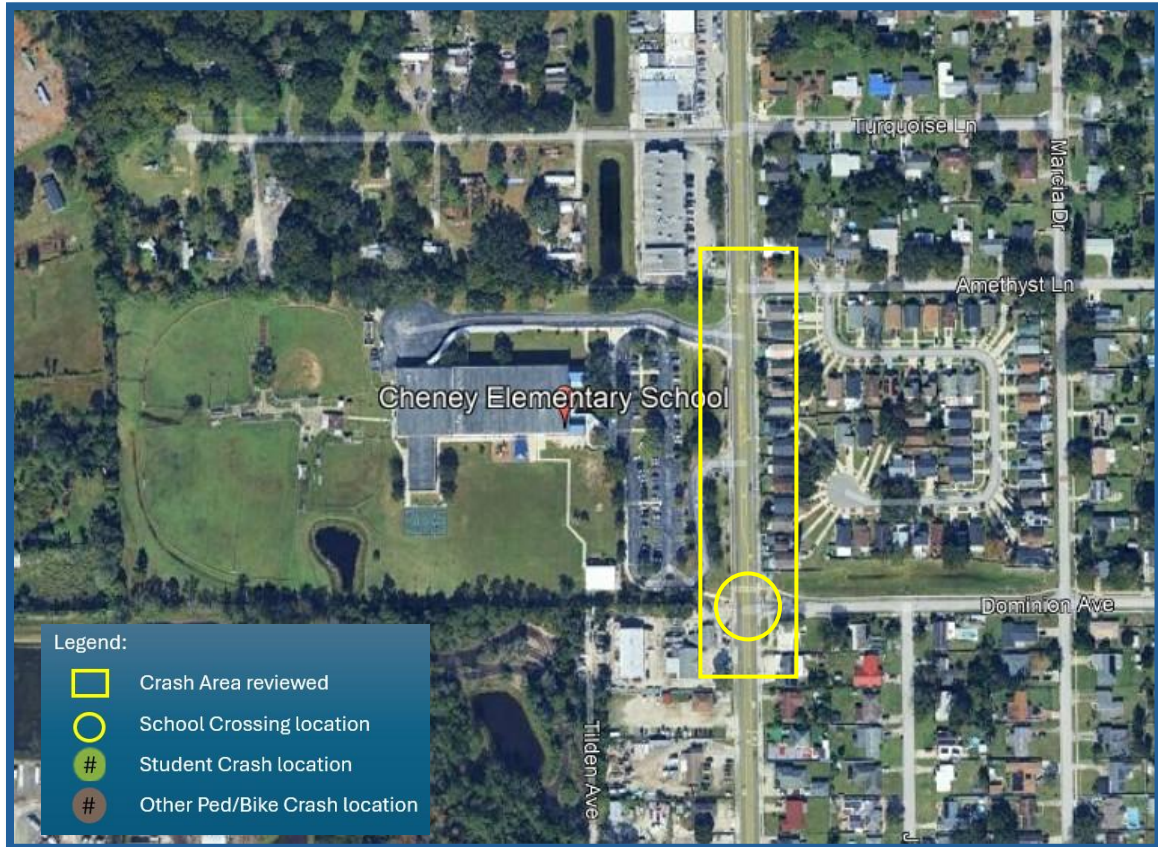 Turquoise Ln
Marcia Dr
Amethyst Ln
Cheney Elementary School
Dominion Ave
Legend:
Crash Area reviewed
School Crossing location
# Student Crash location
# Other Ped/Bike Crash location
Tilden Ave
J